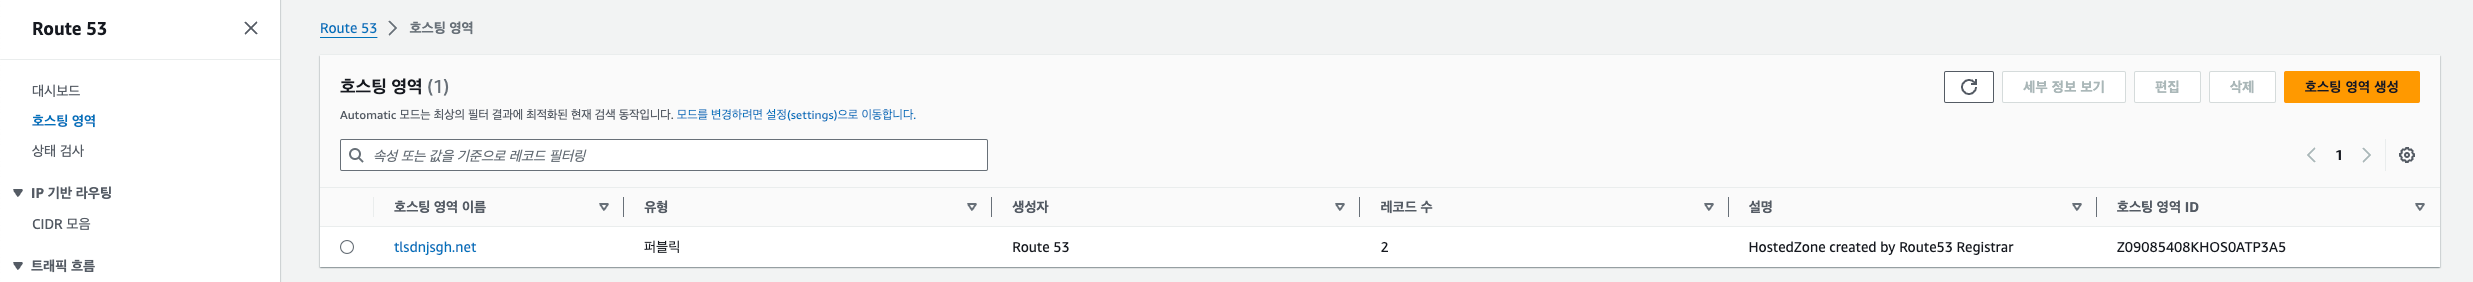 Route 53
대시보드
호스팅 영역
상태 검사
IP 기반 라우팅
CIDR 모음
트래픽 흐름
Route 53 호스팅 영역
호스팅 영역 (1)
세부 정보 보기 편집 삭제 호스팅 영역 생성
Automatic 모드는 최상의 필터 결과에 최적화된 현재 검색 동작입니다. 모드를 변경하려면 설정(settings)으로 이동합니다.
속성 또는 값을 기준으로 레코드 필터링
1
호스팅 영역 이름 유형 생성자 레코드 수 설명 호스팅 영역 ID
tlsdnjsgh.net 퍼블릭 Route 53 2 HostedZone created by Route53 Registrar Z09085408KHOS0ATP3A5